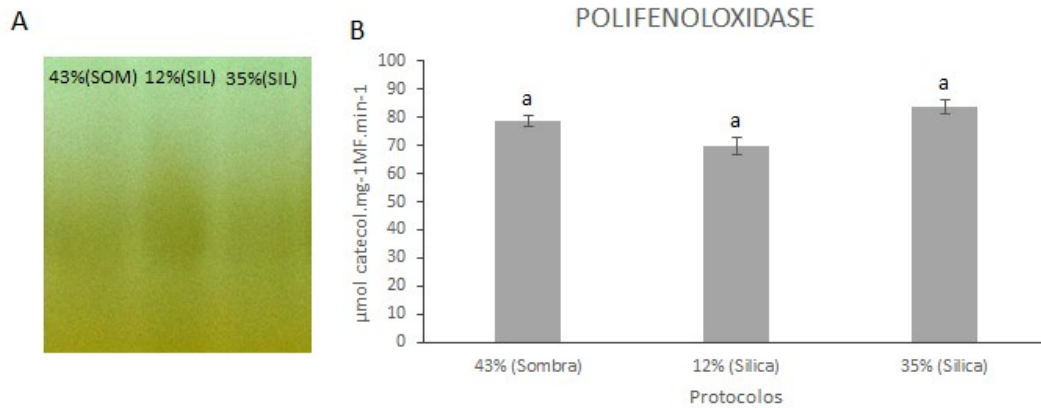 A
43%(SOM) 12%(SIL) 35%(SIL)
B
POLIFENOLOXIDASE
µmol catecol.mg-1MF.min-1
100
90
80
70
60
50
40
30
20
10
0
a
a
a
43% (Sombra)
12% (Silica)
35% (Silica)
Protocolos